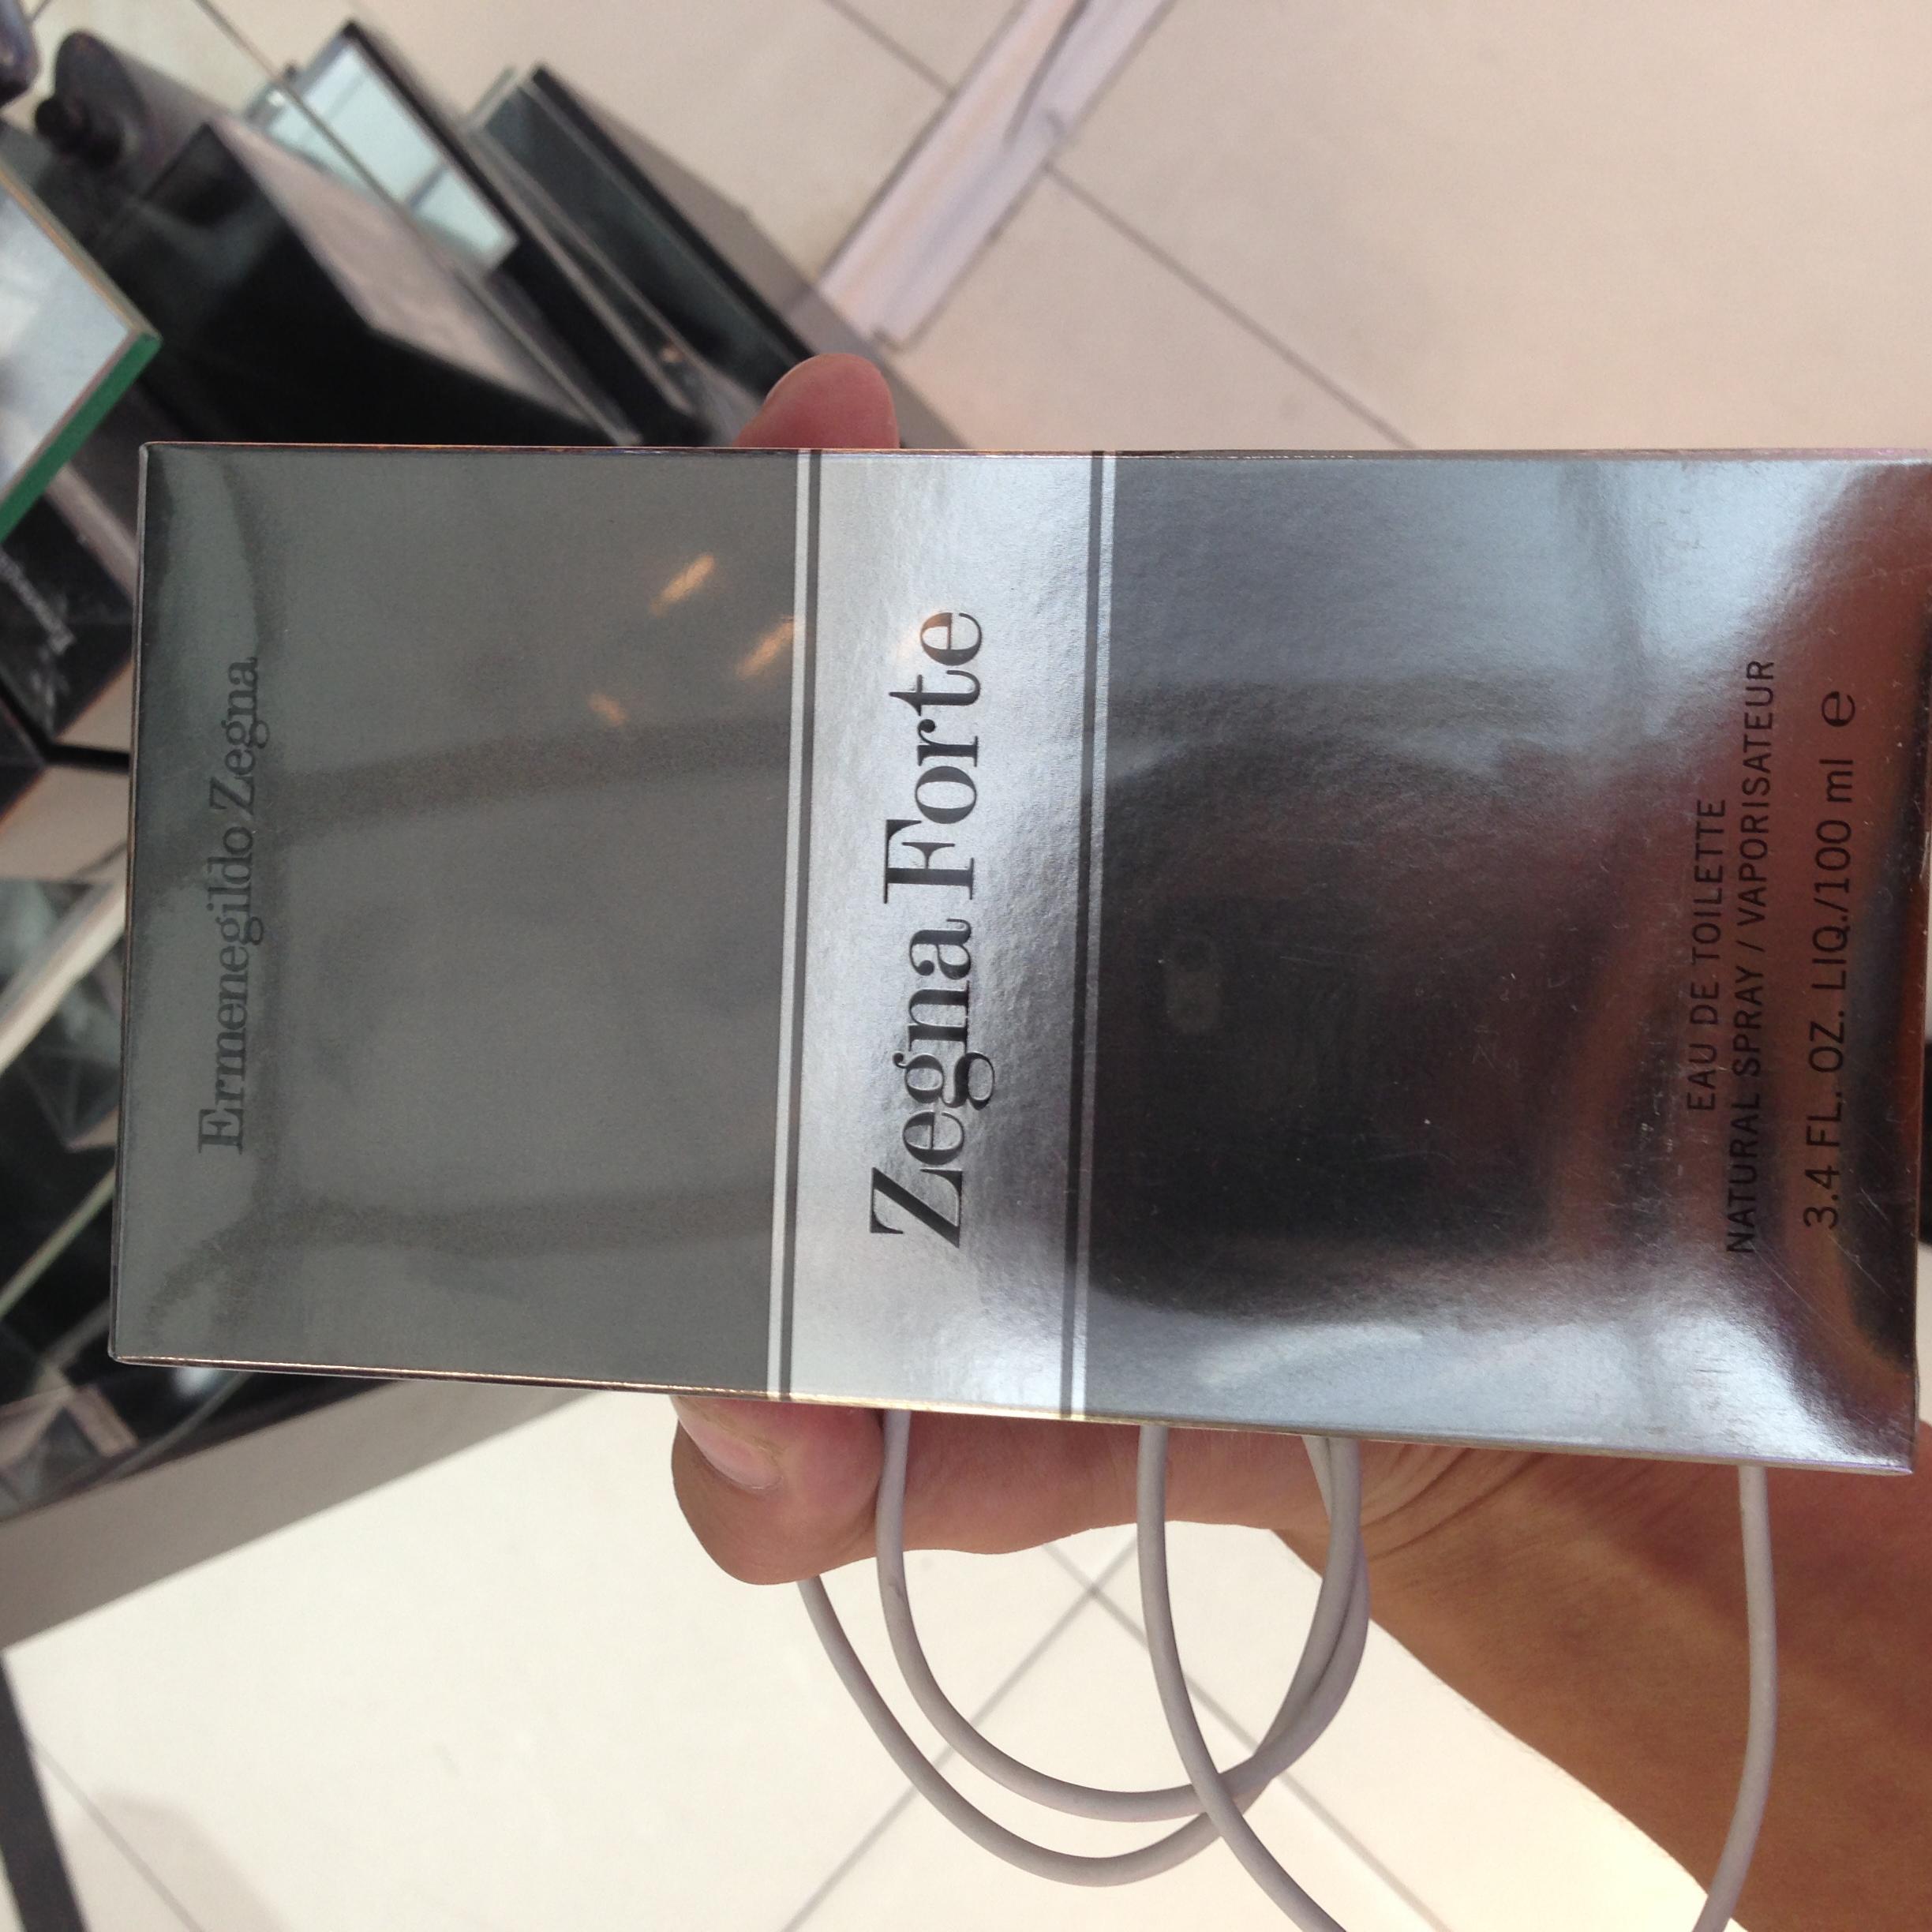 Ermenegildo Zegna
Zegna Forte
EAU DE TOILETTE
NATURAL SPRAY / VAPORISATEUR
3.4 FL. OZ. LIQ./100 ml ℮